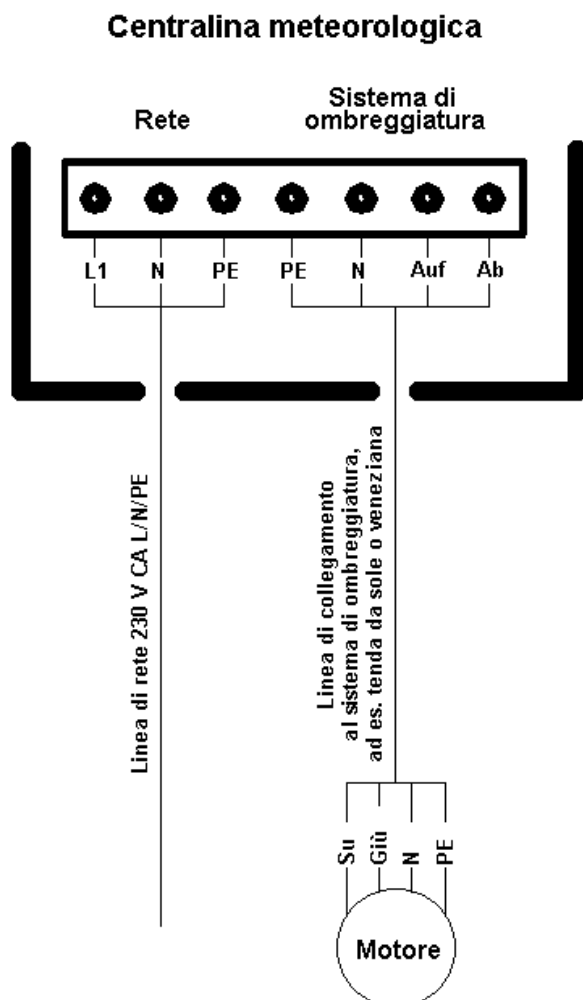 Centralina meteorologica
Rete
Sistema di
ombreggiatura
L1 N PE PE N Auf Ab
Linea di rete 230 V CA L/N/PE
Linea di collegamento
al sistema di ombreggiatura,
ad es. tenda da sole o veneziana
Su Giù N PE
Motore